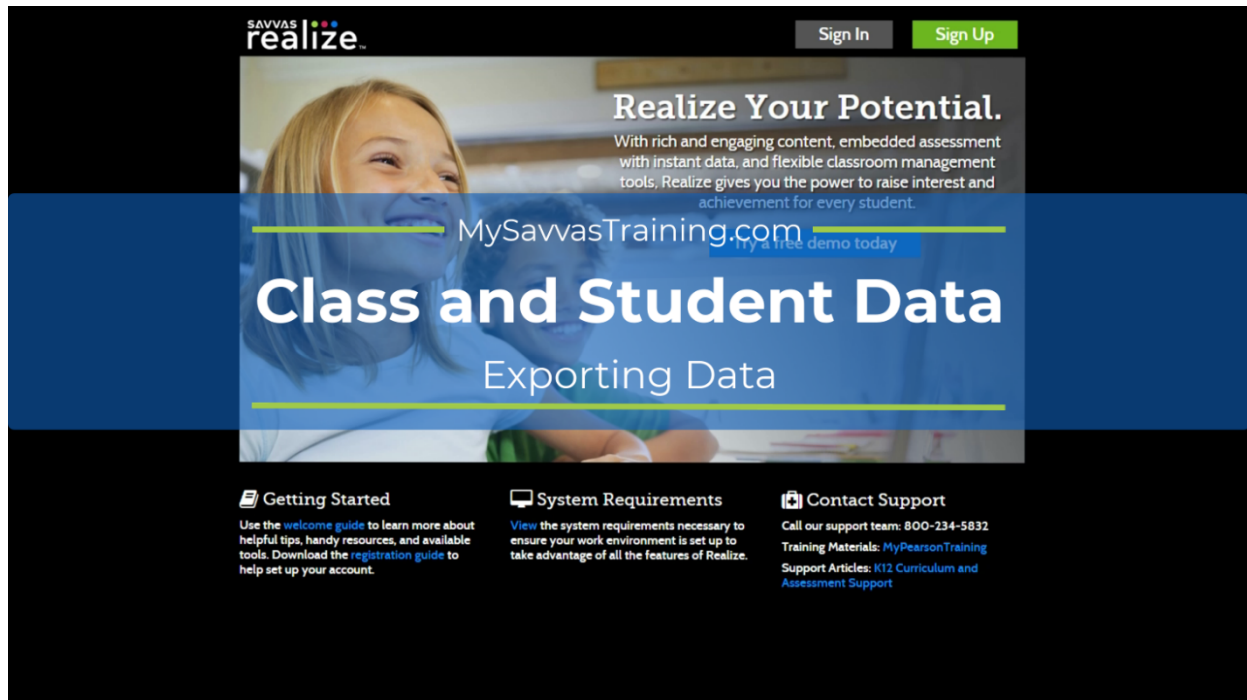 SAVVAS
realize™
Sign In
Sign Up
Realize Your Potential.
With rich and engaging content, embedded assessment
with instant data, and flexible classroom management
tools, Realize gives you the power to raise interest and
achievement for every student.
Try a free demo today
MySavvasTraining.com
Class and Student Data
Exporting Data
Getting Started
Use the welcome guide to learn more about
helpful tips, handy resources, and available
tools. Download the registration guide to
help set up your account.
System Requirements
View the system requirements necessary to
ensure your work environment is set up to
take advantage of all the features of Realize.
Contact Support
Call our support team: 800-234-5832
Training Materials: MyPearsonTraining
Support Articles: K12 Curriculum and
Assessment Support